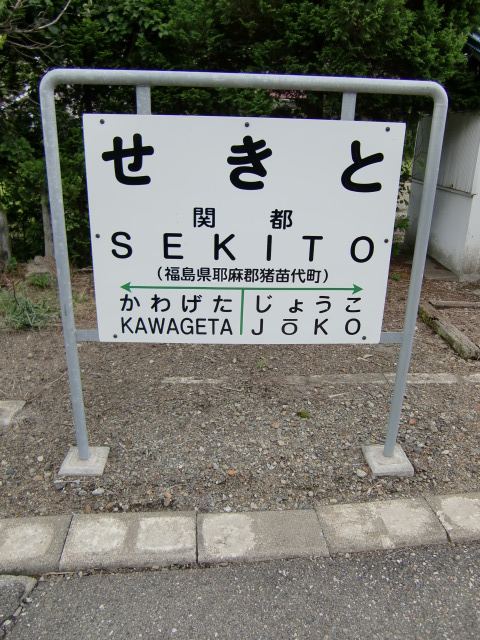 せきと
関都
SEKITO
(福島県耶麻郡猪苗代町)
かわげた じょうこ
KAWAGETA JōKO